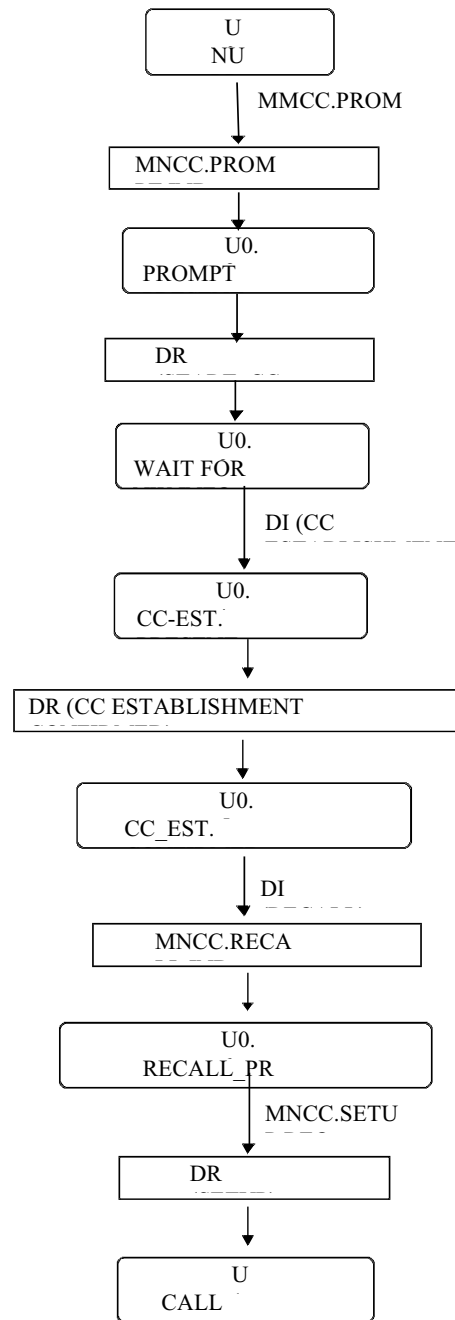 U
NU
MMCC.PROM
MNCC.PROM
U0.
PROMPT
DR
U0.
WAIT FOR
DI (CC
U0.
CC-EST.
DR (CC ESTABLISHMENT
U0.
CC_EST.
DI
MNCC.RECA
U0.
RECALL_PR
MNCC.SETU
DR
U
CALL